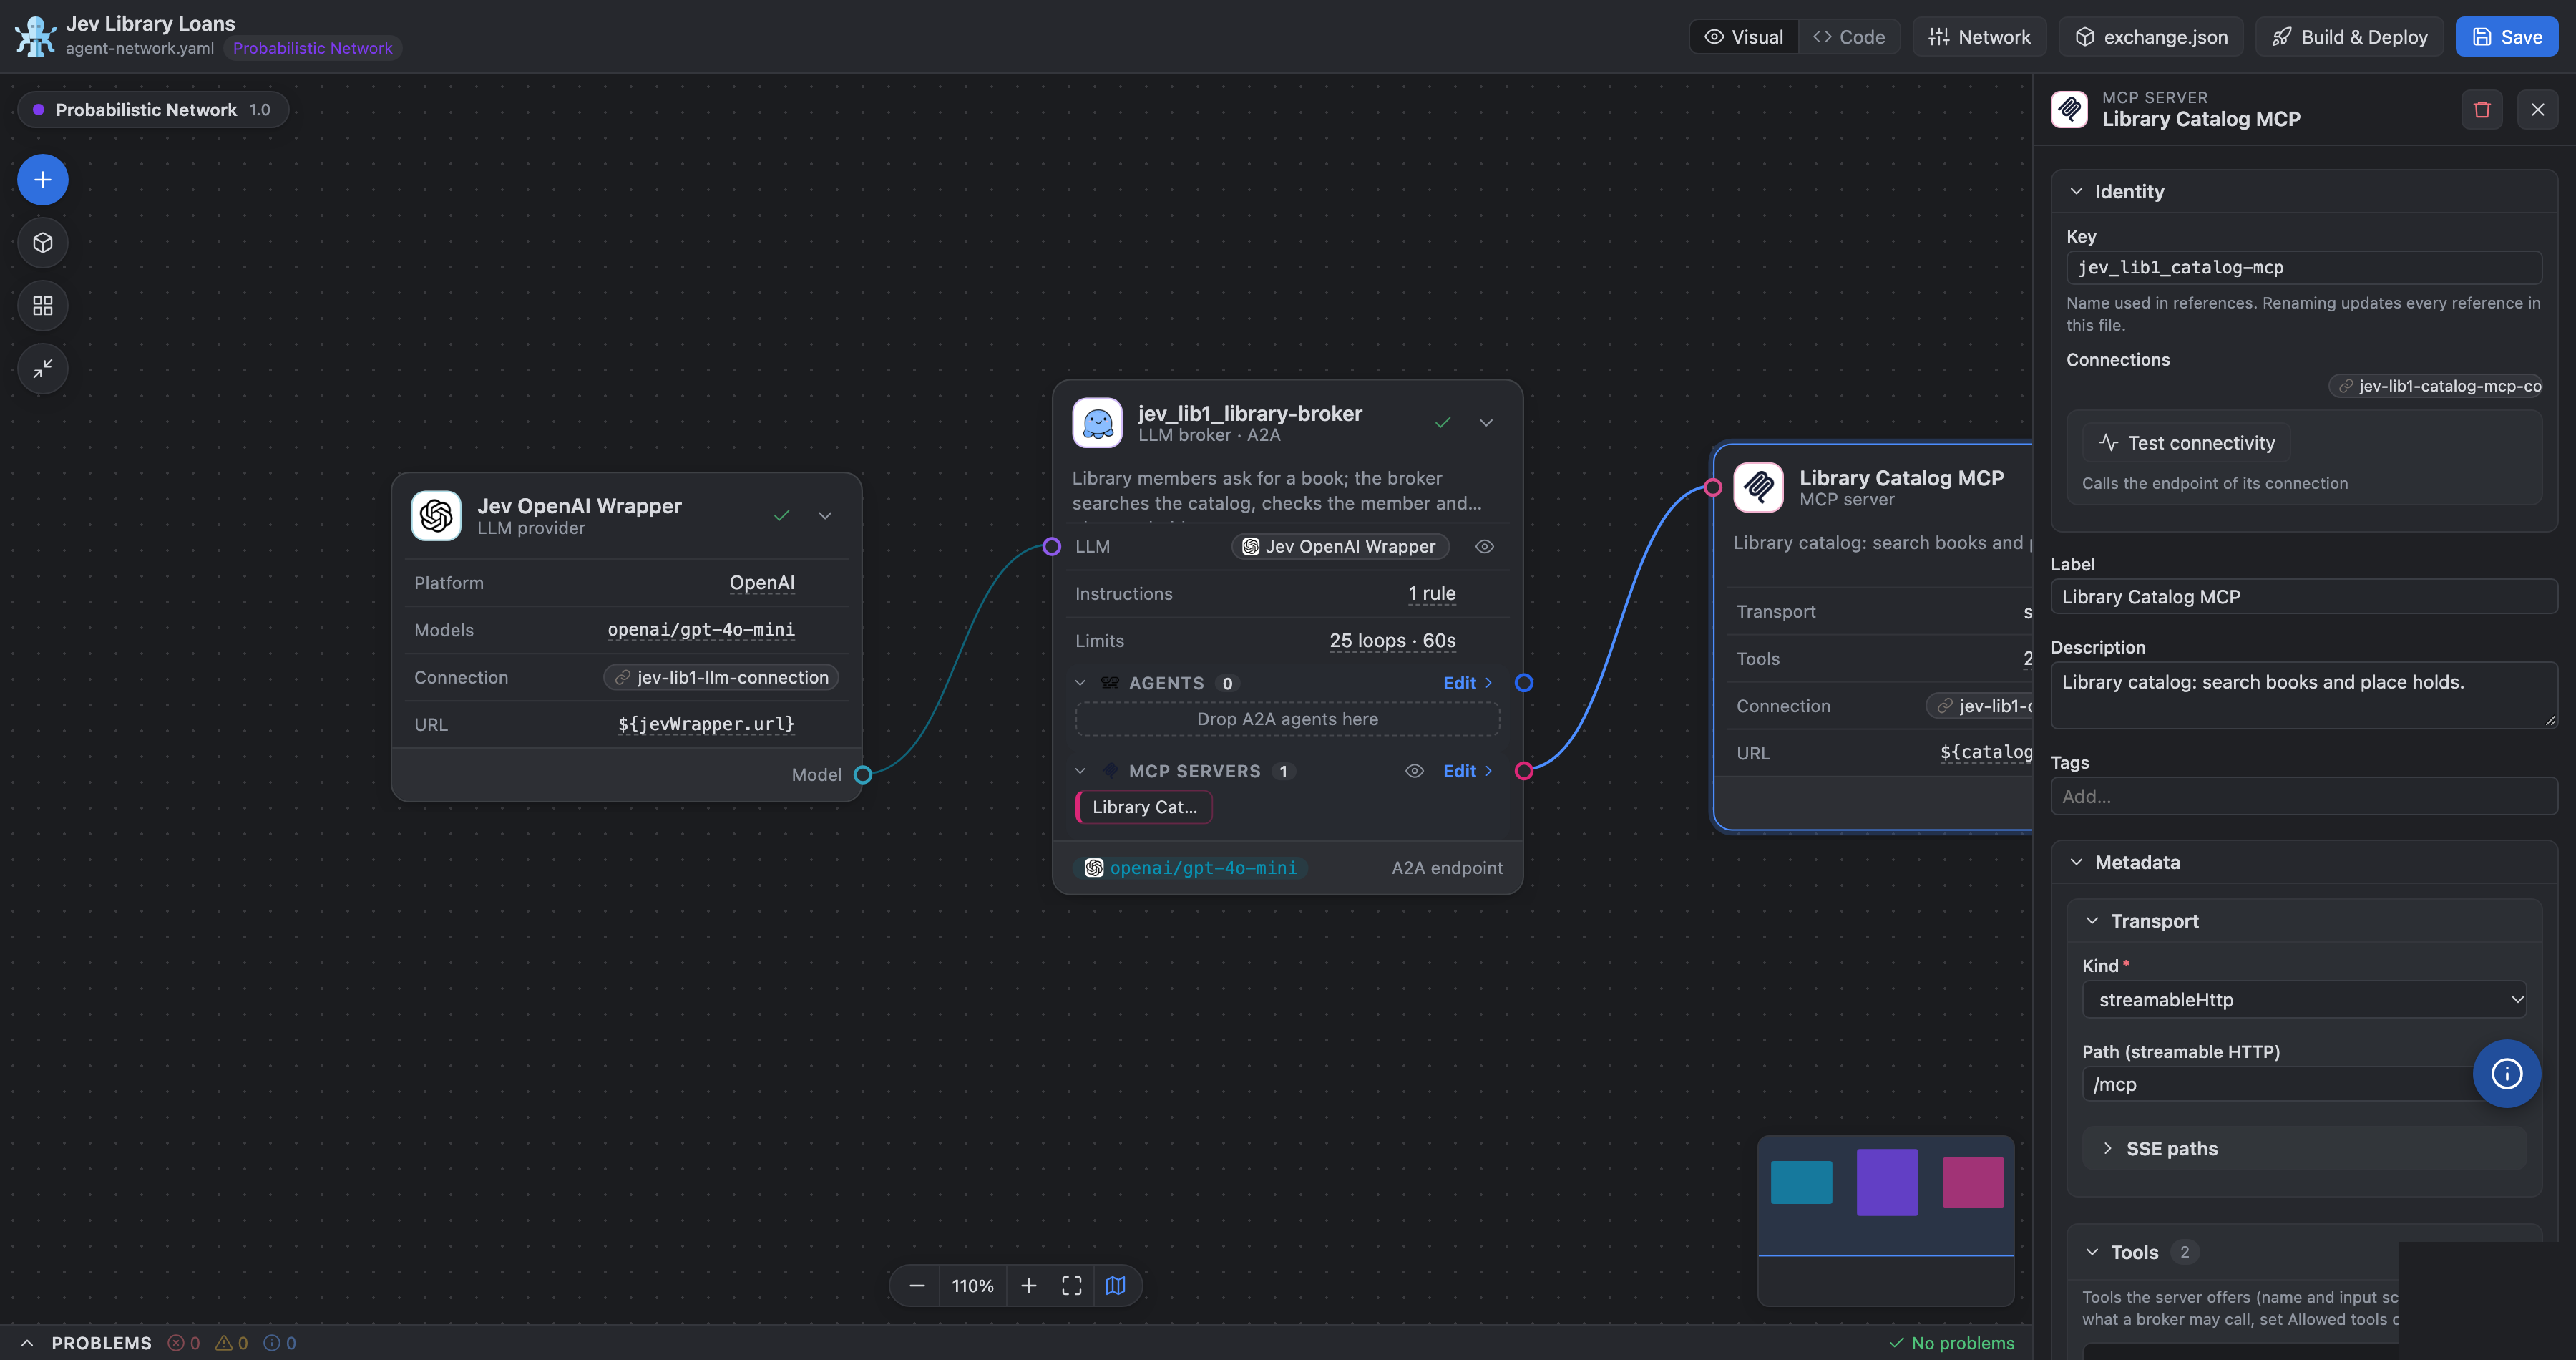 Jev Library Loans
agent-network.yaml Probabilistic Network
Visual
Code
Network
exchange.json
Build & Deploy
Save
Probabilistic Network 1.0
Jev OpenAI Wrapper
LLM provider
Platform OpenAI
Models openai/gpt-4o-mini
Connection jev-lib1-llm-connection
URL ${jevWrapper.url}
Model
jev_lib1_library-broker
LLM broker · A2A
Library members ask for a book; the broker
searches the catalog, checks the member and...
LLM Jev OpenAI Wrapper
Instructions 1 rule
Limits 25 loops · 60s
AGENTS 0 Edit
Drop A2A agents here
MCP SERVERS 1 Edit
Library Cat...
openai/gpt-4o-mini A2A endpoint
Library Catalog MCP
MCP server
Library catalog: search books and
Transport s
Tools 2
Connection jev-lib1-c
URL ${catalog
MCP SERVER
Library Catalog MCP
Identity
Key
jev_lib1_catalog-mcp
Name used in references. Renaming updates every reference in
this file.
Connections
jev-lib1-catalog-mcp-co
Test connectivity
Calls the endpoint of its connection
Label
Library Catalog MCP
Description
Library catalog: search books and place holds.
Tags
Add...
Metadata
Transport
Kind *
streamableHttp
Path (streamable HTTP)
/mcp
SSE paths
Tools 2
Tools the server offers (name and input sc
what a broker may call, set Allowed tools
110%
PROBLEMS 0 0 0
No problems